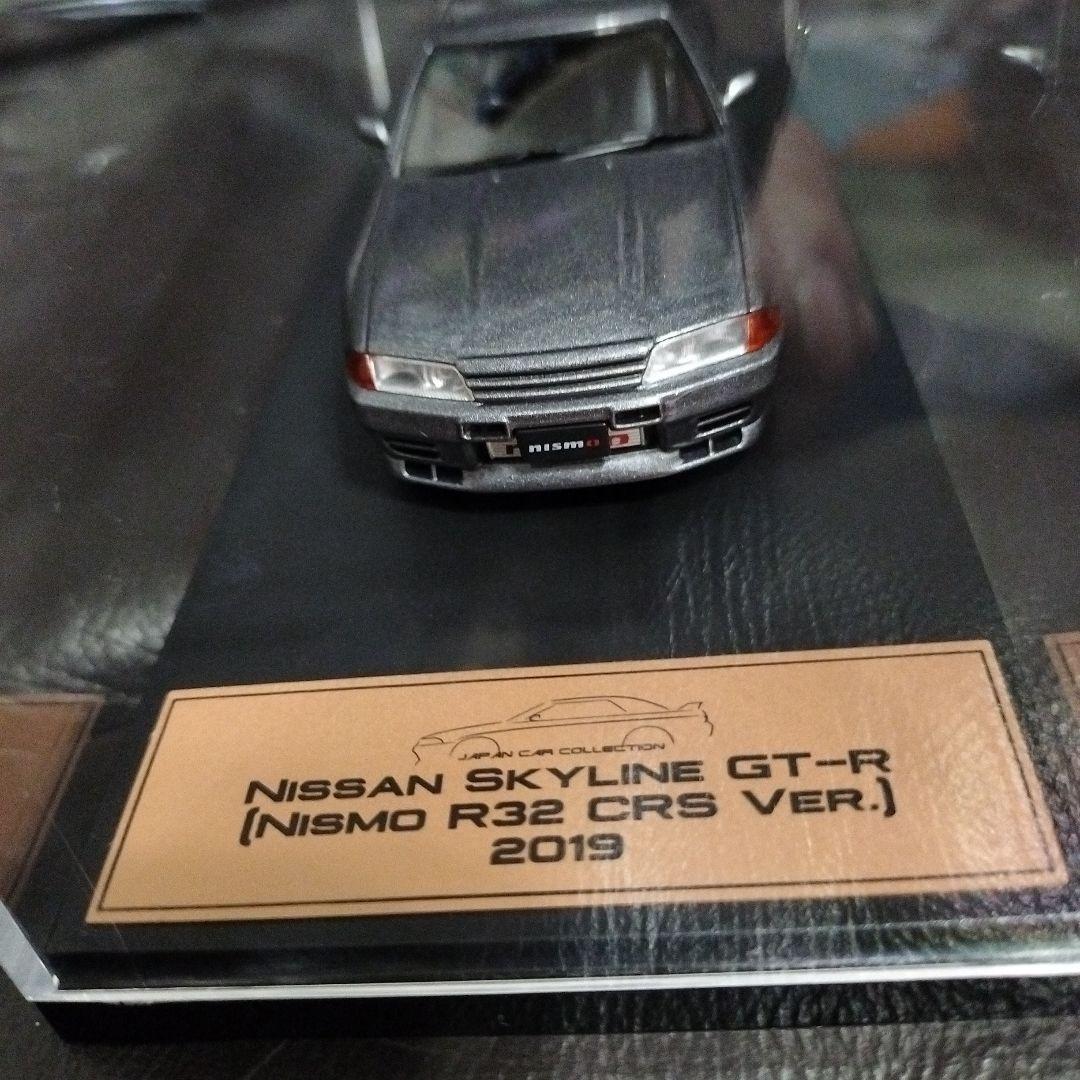 nismo
JAPAN CAR COLLECTION
NISSAN SKYLINE GT-R
(NISMO R32 CRS VER.)
2019